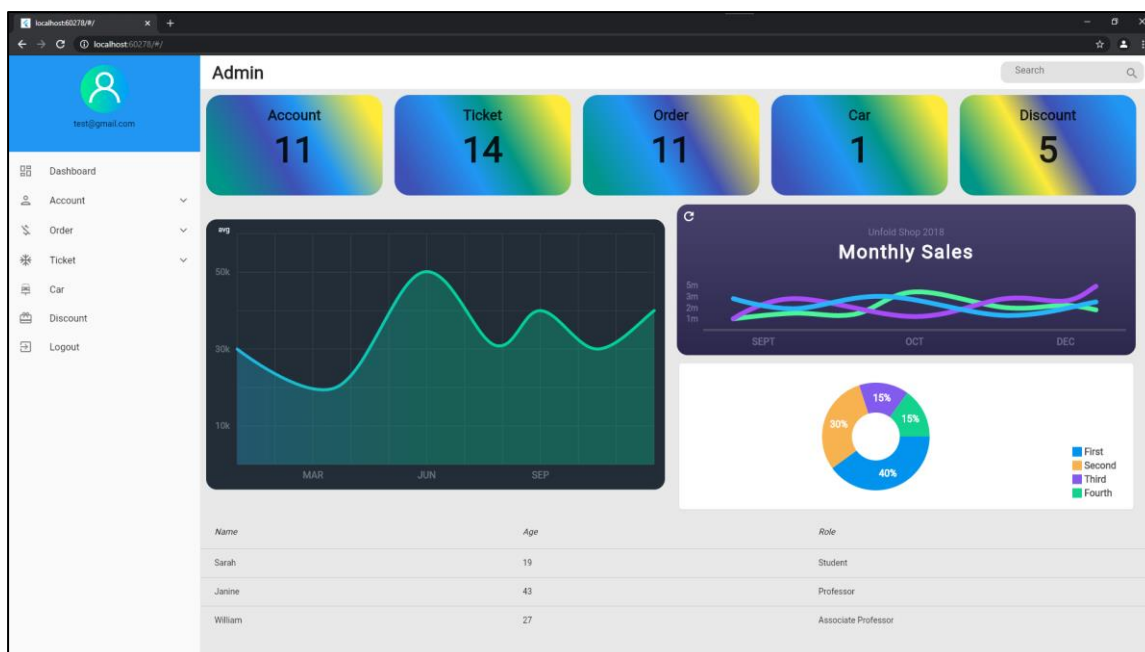 localhost:60278/#/
localhost:60278/#/
test@gmail.com
Dashboard
Account
Order
Ticket
Car
Discount
Logout
Admin
Search
Account
11
Ticket
14
Order
11
Car
1
Discount
5
avg
50k
30k
10k
MAR JUN SEP
Unfold Shop 2018
Monthly Sales
5m
3m
2m
1m
SEPT OCT DEC
15%
15%
30%
40%
First
Second
Third
Fourth
Name Age Role
Sarah 19 Student
Janine 43 Professor
William 27 Associate Professor